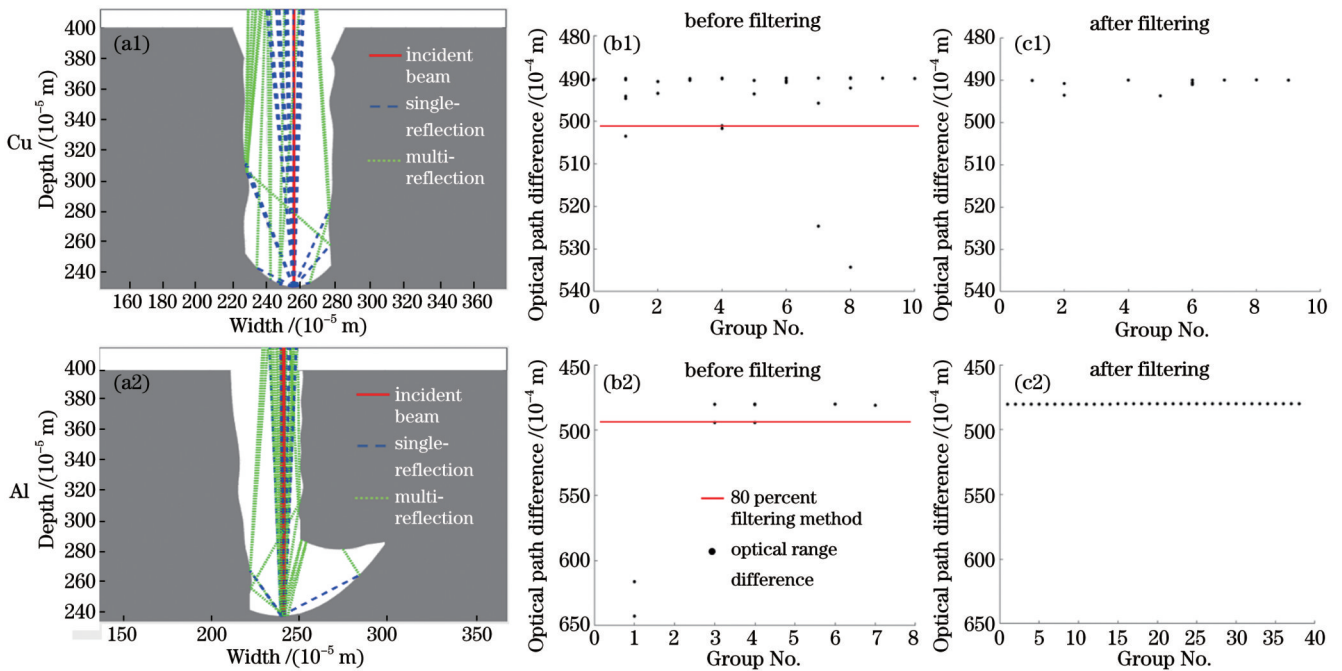 Cu
(a1)
incident
beam
single-
reflection
multi-
reflection
Depth /(10⁻⁵ m)
400
380
360
340
320
300
280
260
240
160 180 200 220 240 260 280 300 320 340 360
Width /(10⁻⁵ m)
(b1)
before filtering
Optical path difference /(10⁻⁴ m)
480
490
500
510
520
530
540
0 2 4 6 8 10
Group No.
(c1)
after filtering
Optical path difference /(10⁻⁴ m)
480
490
500
510
520
530
540
0 2 4 6 8 10
Group No.
Al
(a2)
incident
beam
single-
reflection
multi-
reflection
Depth /(10⁻⁵ m)
400
380
360
340
320
300
280
260
240
150 200 250 300 350
Width /(10⁻⁵ m)
(b2)
before filtering
80 percent
filtering method
optical range
difference
Optical path difference /(10⁻⁴ m)
450
500
550
600
650
0 1 2 3 4 5 6 7 8
Group No.
(c2)
after filtering
Optical path difference /(10⁻⁴ m)
450
500
550
600
650
0 5 10 15 20 25 30 35 40
Group No.